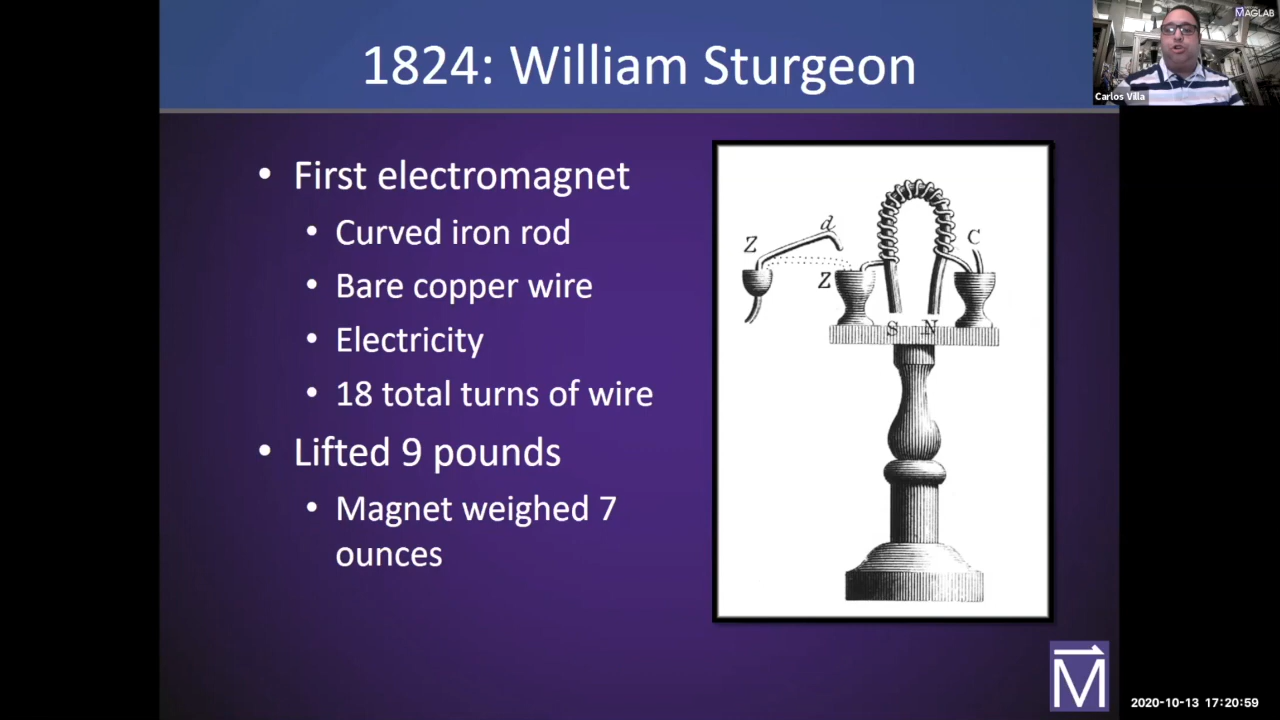 1824: William Sturgeon
MAGLAB
Carlos Villa
• First electromagnet
• Curved iron rod
• Bare copper wire
• Electricity
• 18 total turns of wire
• Lifted 9 pounds
• Magnet weighed 7
ounces
d
Z
C
Z
S N
M
2020-10-13 17:20:59